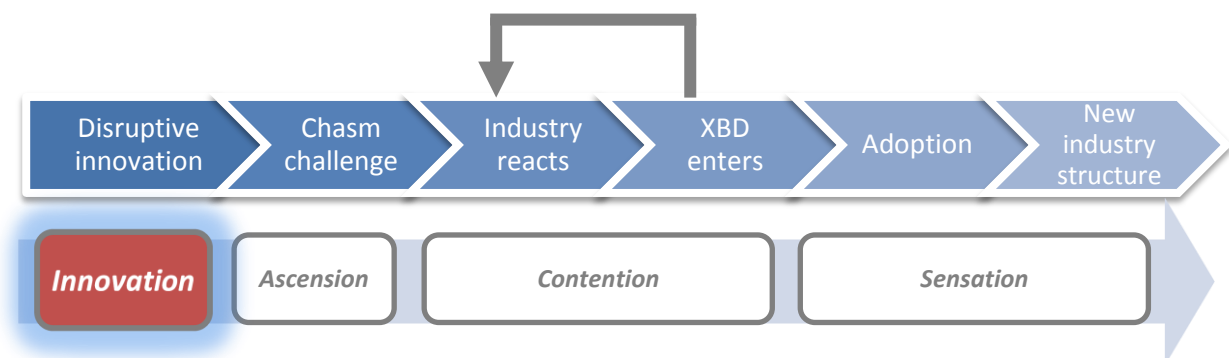 Disruptive
innovation
Chasm
challenge
Industry
reacts
XBD
enters
Adoption
New
industry
structure
Innovation
Ascension
Contention
Sensation